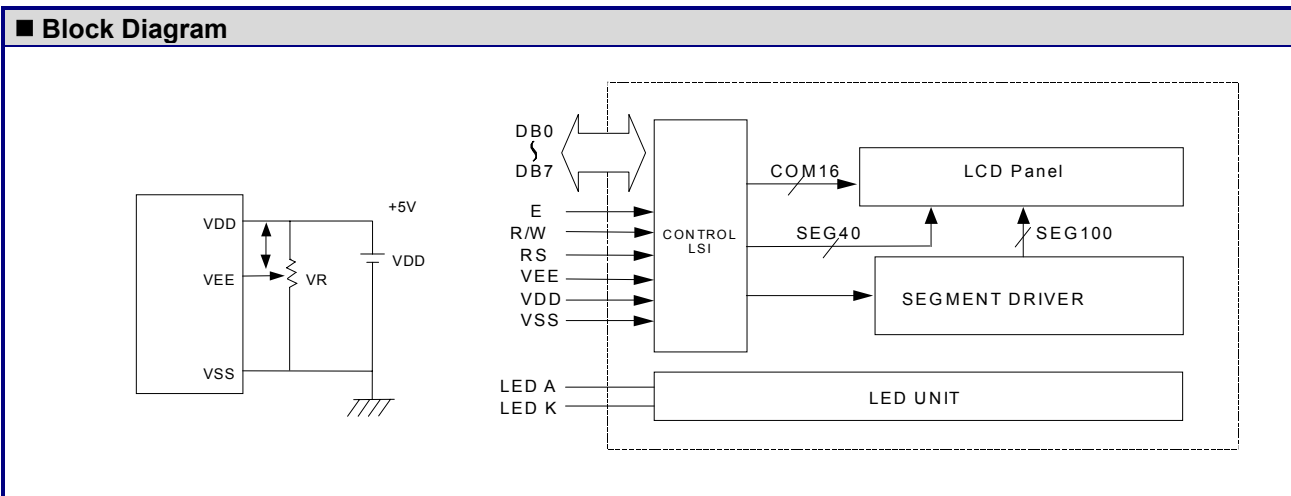 ■ Block Diagram
+5V
VDD
VDD
VEE
VR
VSS
DB0
DB7
E
R/W
RS
VEE
VDD
VSS
CONTROL
LSI
COM16
LCD Panel
SEG40
SEG100
SEGMENT DRIVER
LED A
LED K
LED UNIT